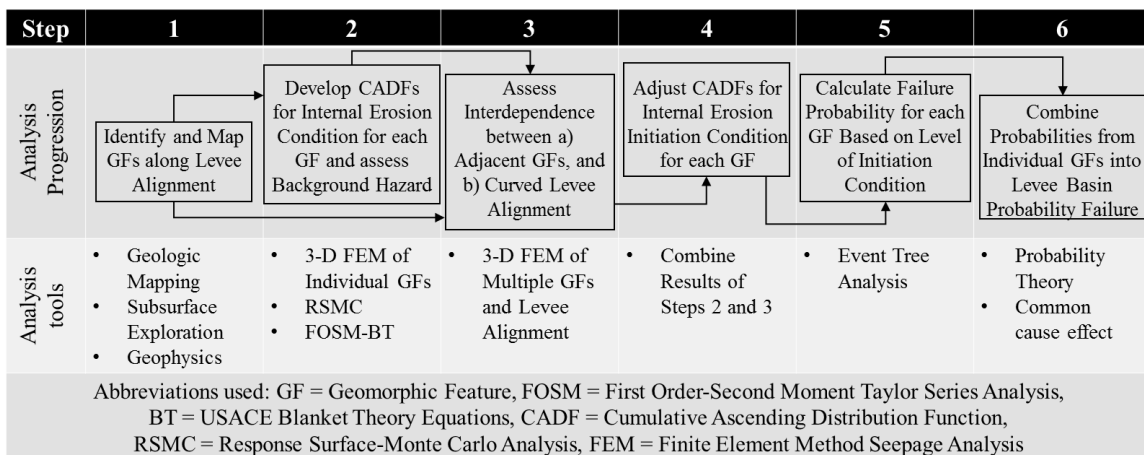 Step 1 2 3 4 5 6
Analysis
Progression
Identify and Map
GFs along Levee
Alignment
Develop CADFs
for Internal Erosion
Condition for each
GF and assess
Background Hazard
Assess
Interdependence
between a)
Adjacent GFs, and
b) Curved Levee
Alignment
Adjust CADFs for
Internal Erosion
Initiation Condition
for each GF
Calculate Failure
Probability for each
GF Based on Level
of Initiation
Condition
Combine
Probabilities from
Individual GFs into
Levee Basin
Probability Failure
Analysis
tools
• Geologic
Mapping
• Subsurface
Exploration
• Geophysics
• 3-D FEM of
Individual GFs
• RSMC
• FOSM-BT
• 3-D FEM of
Multiple GFs
and Levee
Alignment
• Combine
Results of
Steps 2 and 3
• Event Tree
Analysis
• Probability
Theory
• Common
cause effect
Abbreviations used: GF = Geomorphic Feature, FOSM = First Order-Second Moment Taylor Series Analysis,
BT = USACE Blanket Theory Equations, CADF = Cumulative Ascending Distribution Function,
RSMC = Response Surface-Monte Carlo Analysis, FEM = Finite Element Method Seepage Analysis